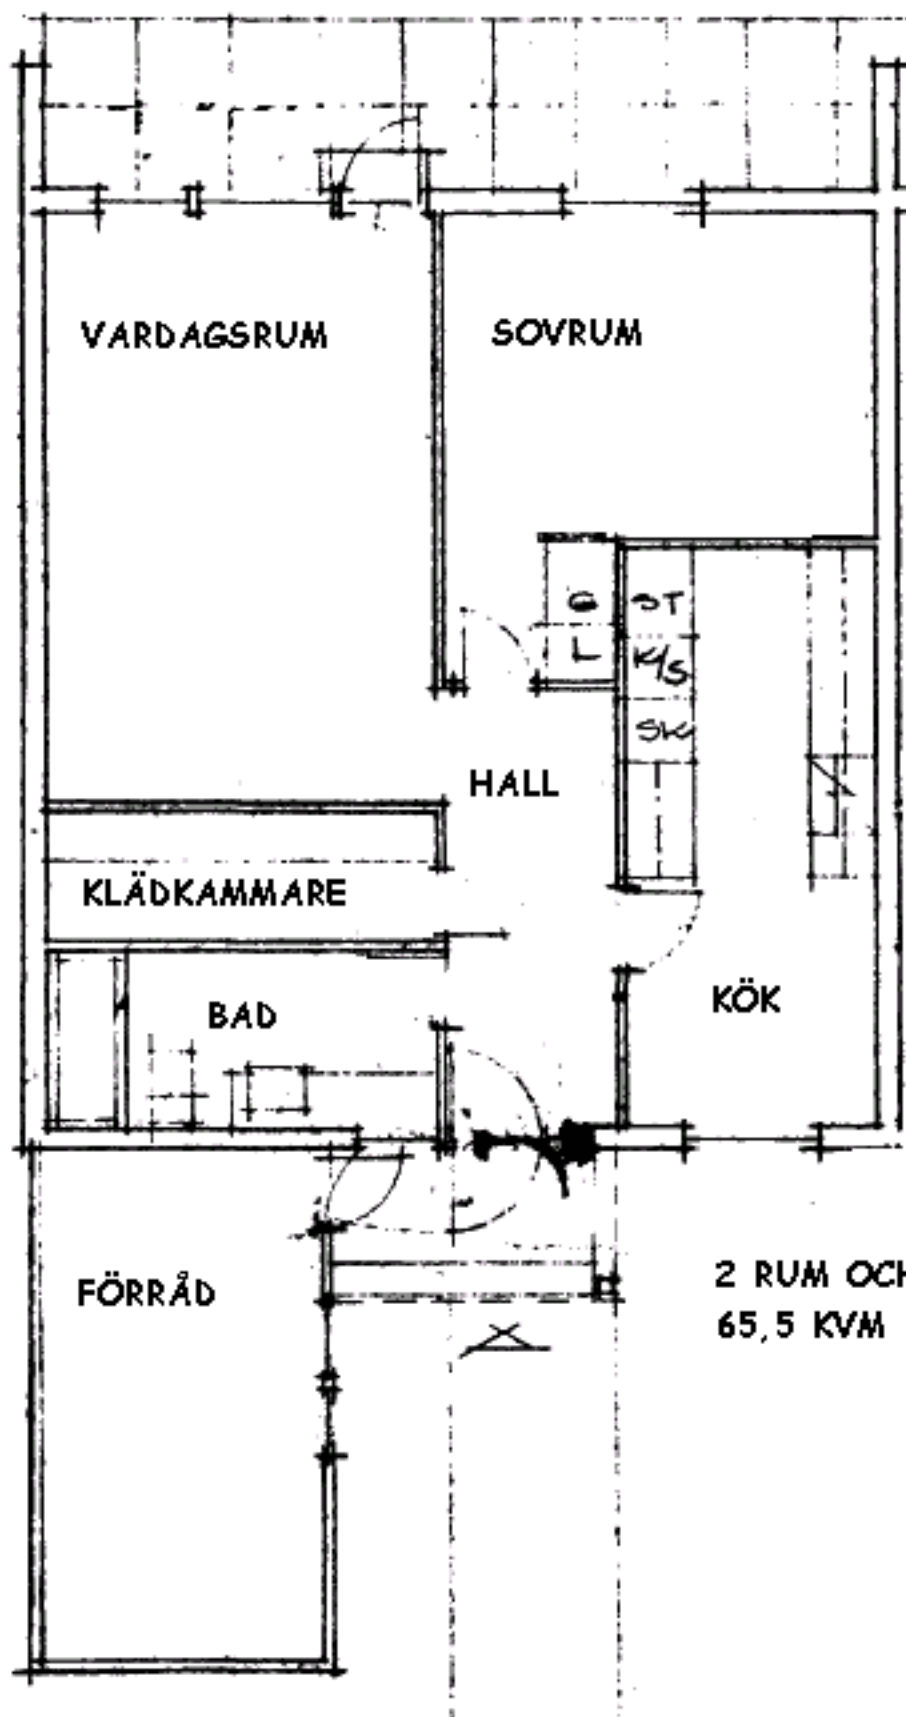 VARDAGSRUM
SOVRUM
G
ST
L
K/S
SK
HALL
KLÄDKAMMARE
BAD
KÖK
FÖRRÅD
2 RUM OCH
65,5 KVM